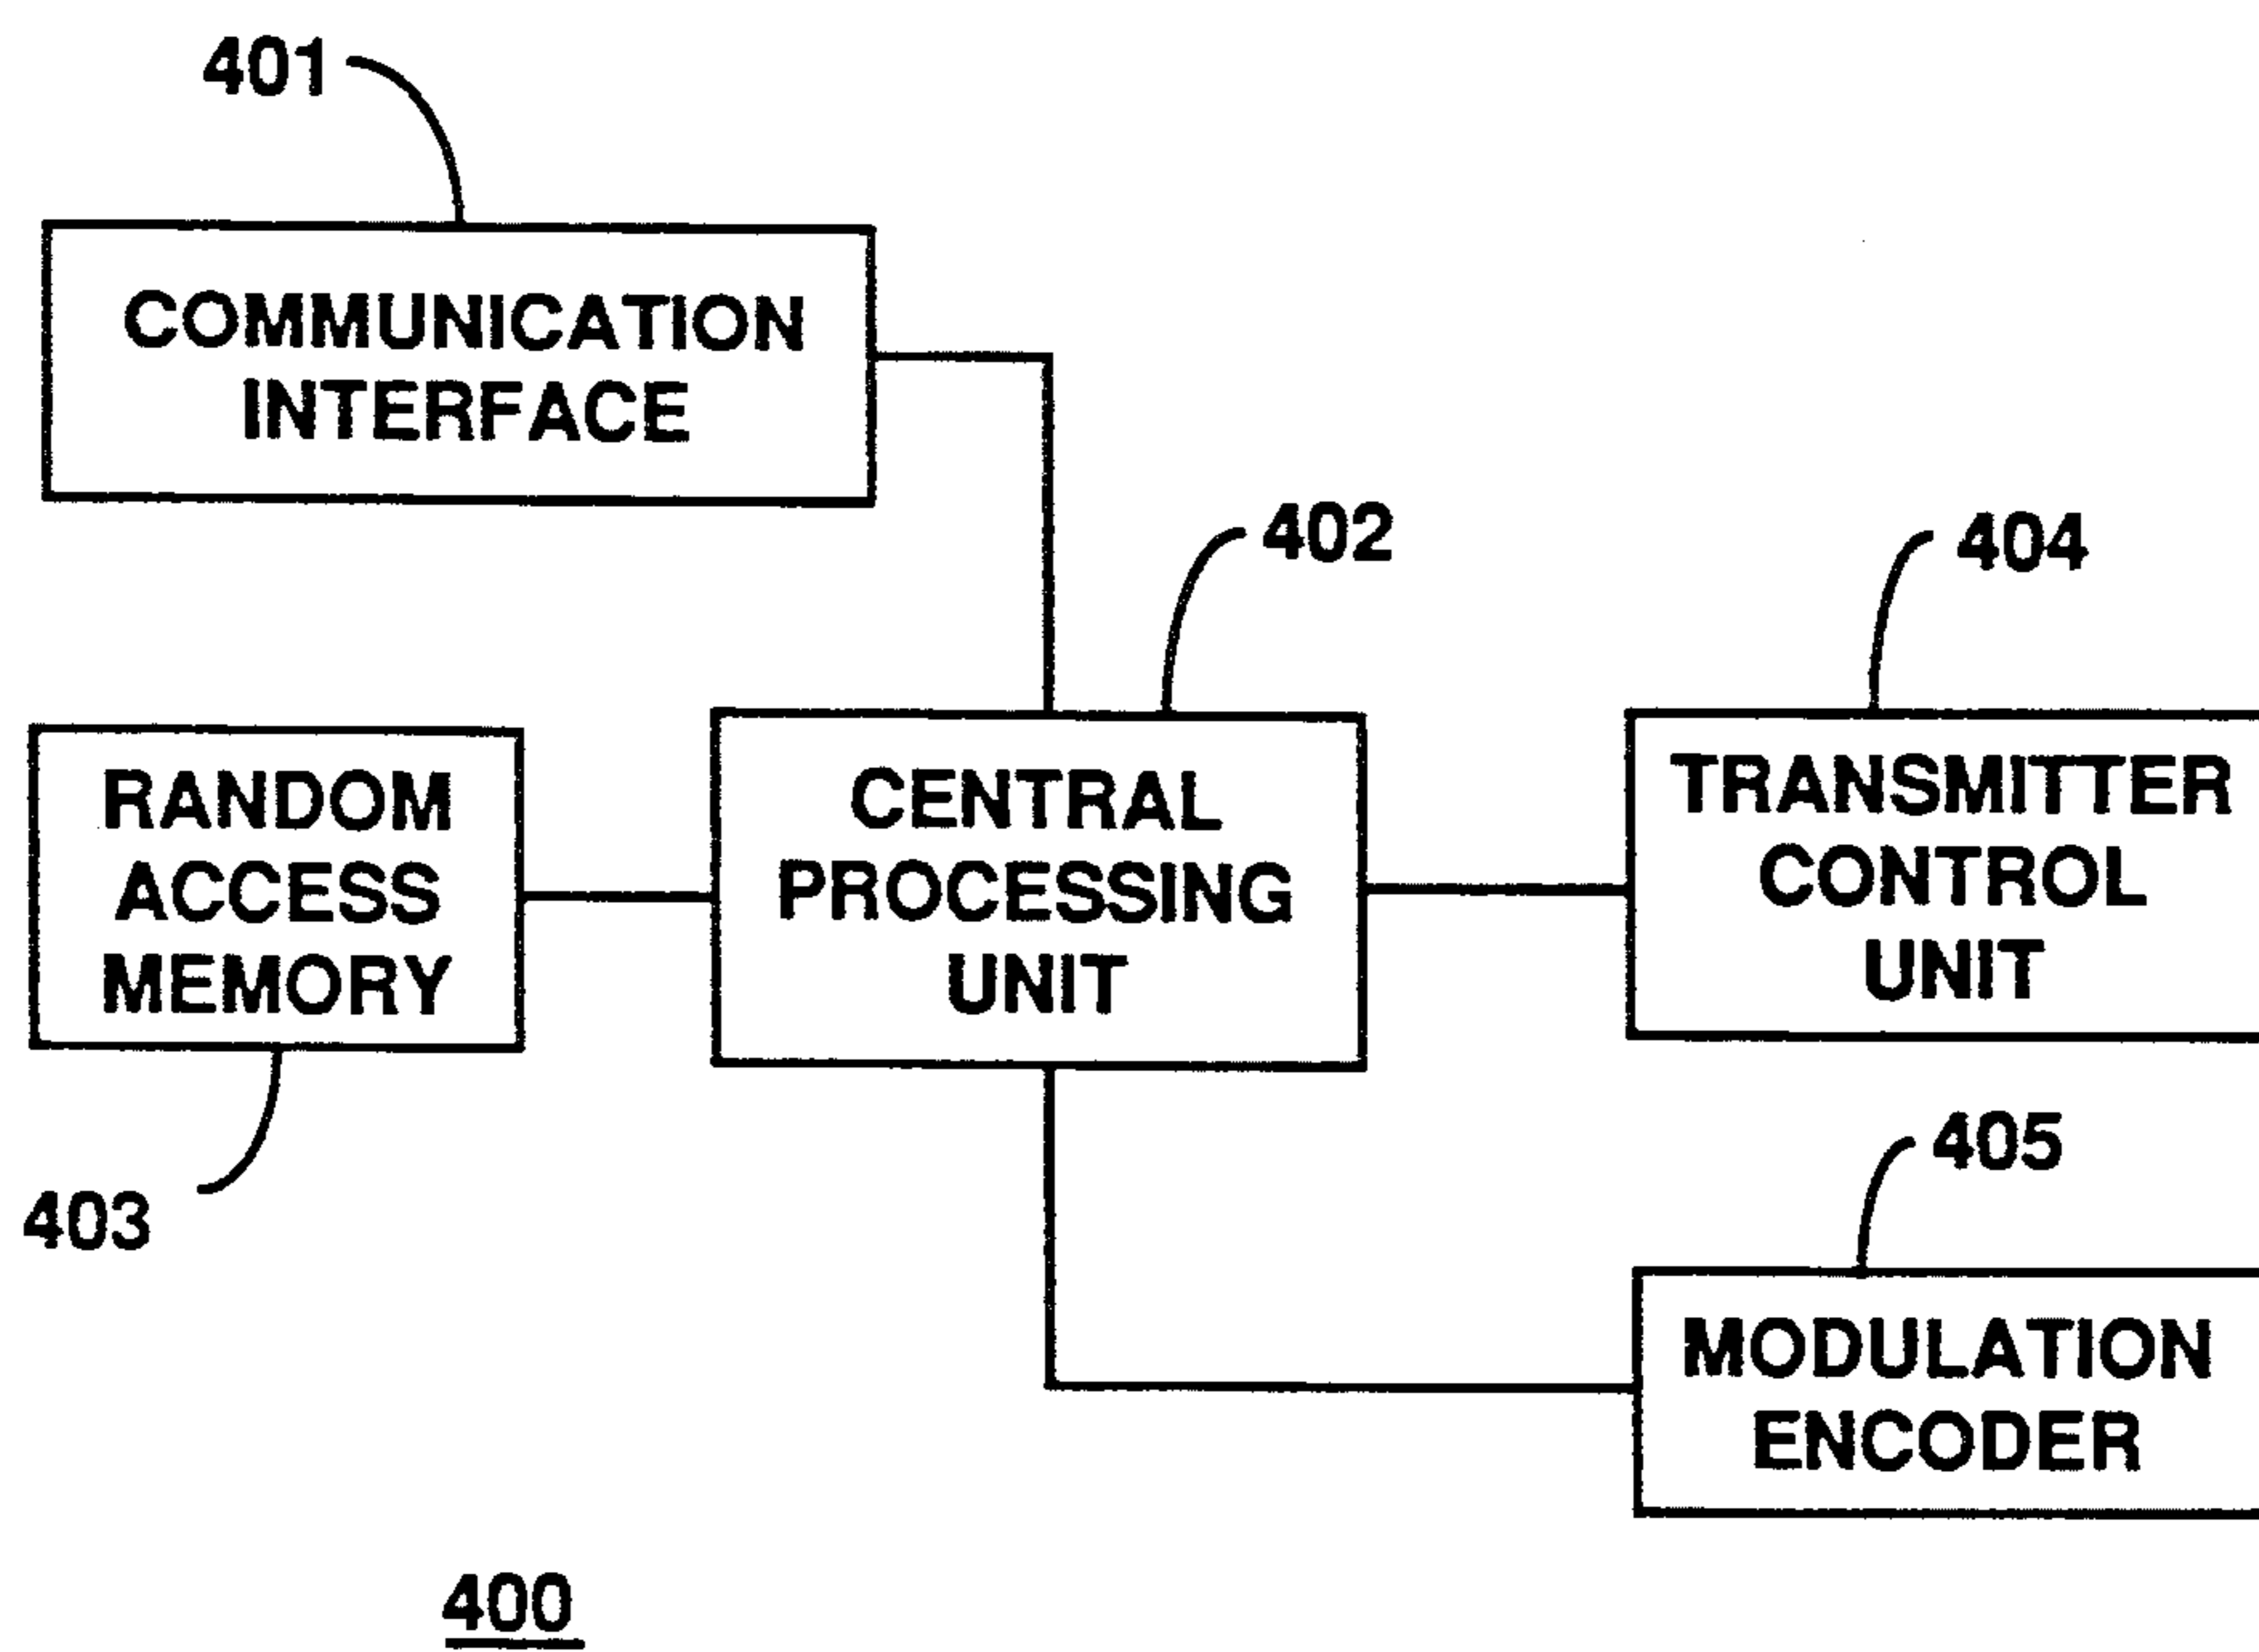 401
COMMUNICATION
INTERFACE
402
404
RANDOM
ACCESS
MEMORY
CENTRAL
PROCESSING
UNIT
TRANSMITTER
CONTROL
UNIT
403
405
MODULATION
ENCODER
400